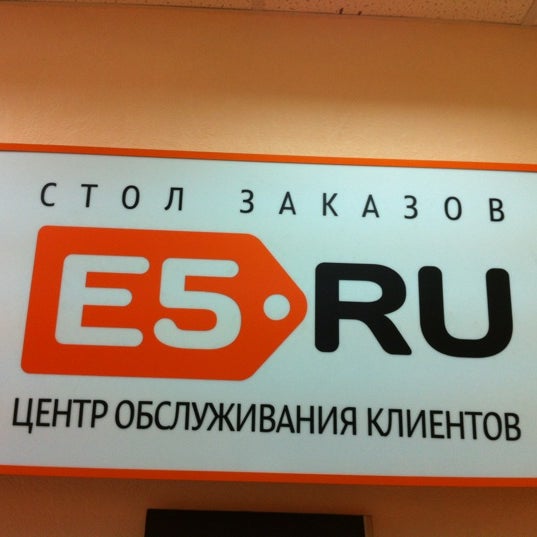 СТОЛ ЗАКАЗОВ
E5.RU
ЦЕНТР ОБСЛУЖИВАНИЯ КЛИЕНТОВ